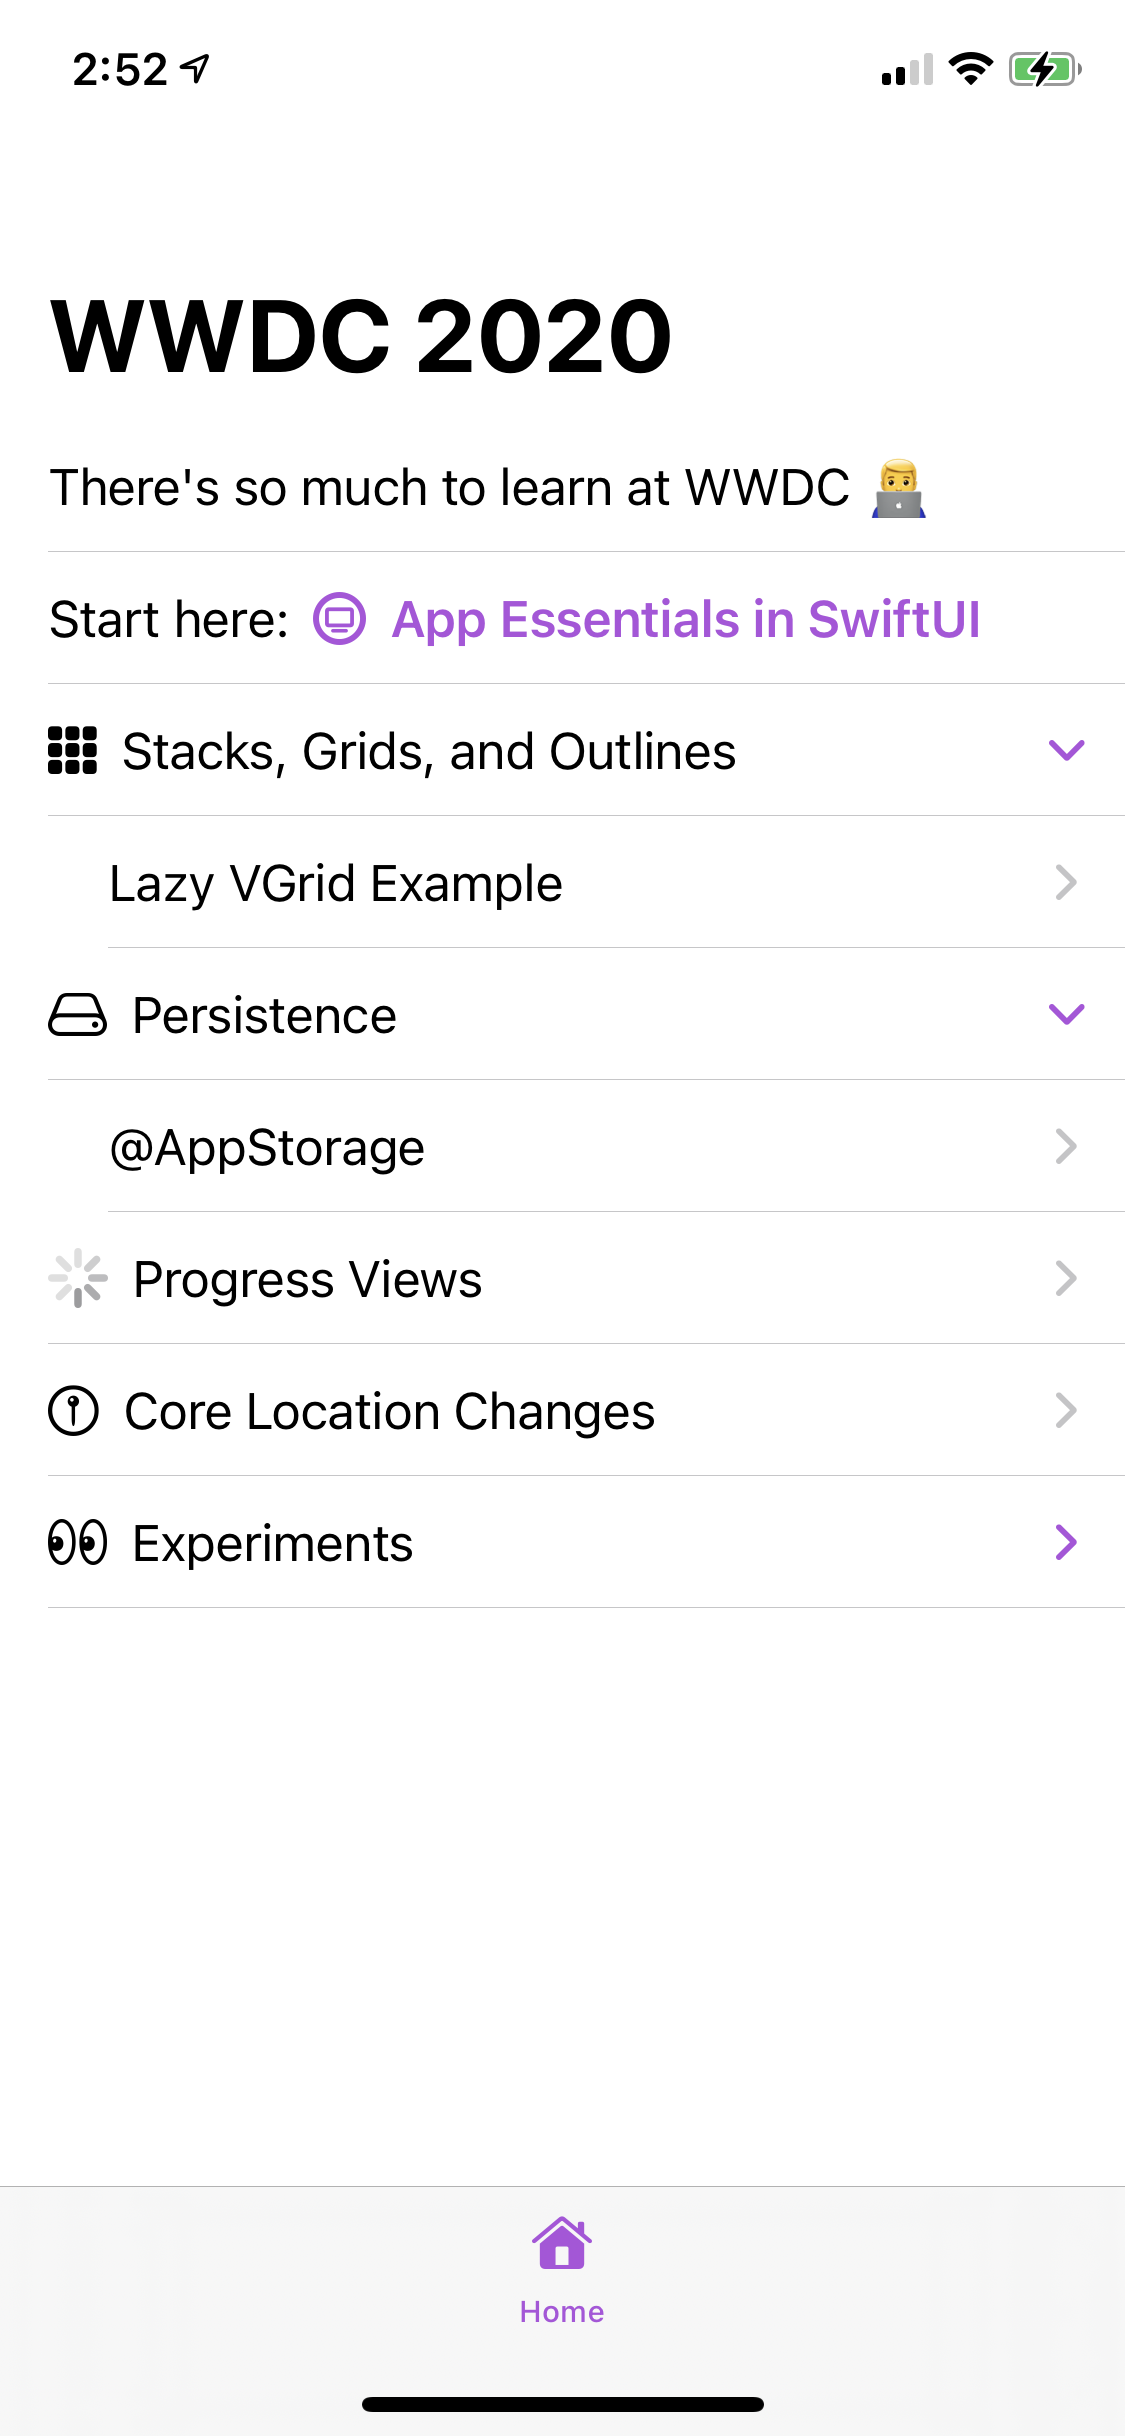 2:52
WWDC 2020
There's so much to learn at WWDC 👨‍💻
Start here: App Essentials in SwiftUI
Stacks, Grids, and Outlines
Lazy VGrid Example
Persistence
@AppStorage
Progress Views
Core Location Changes
Experiments
Home